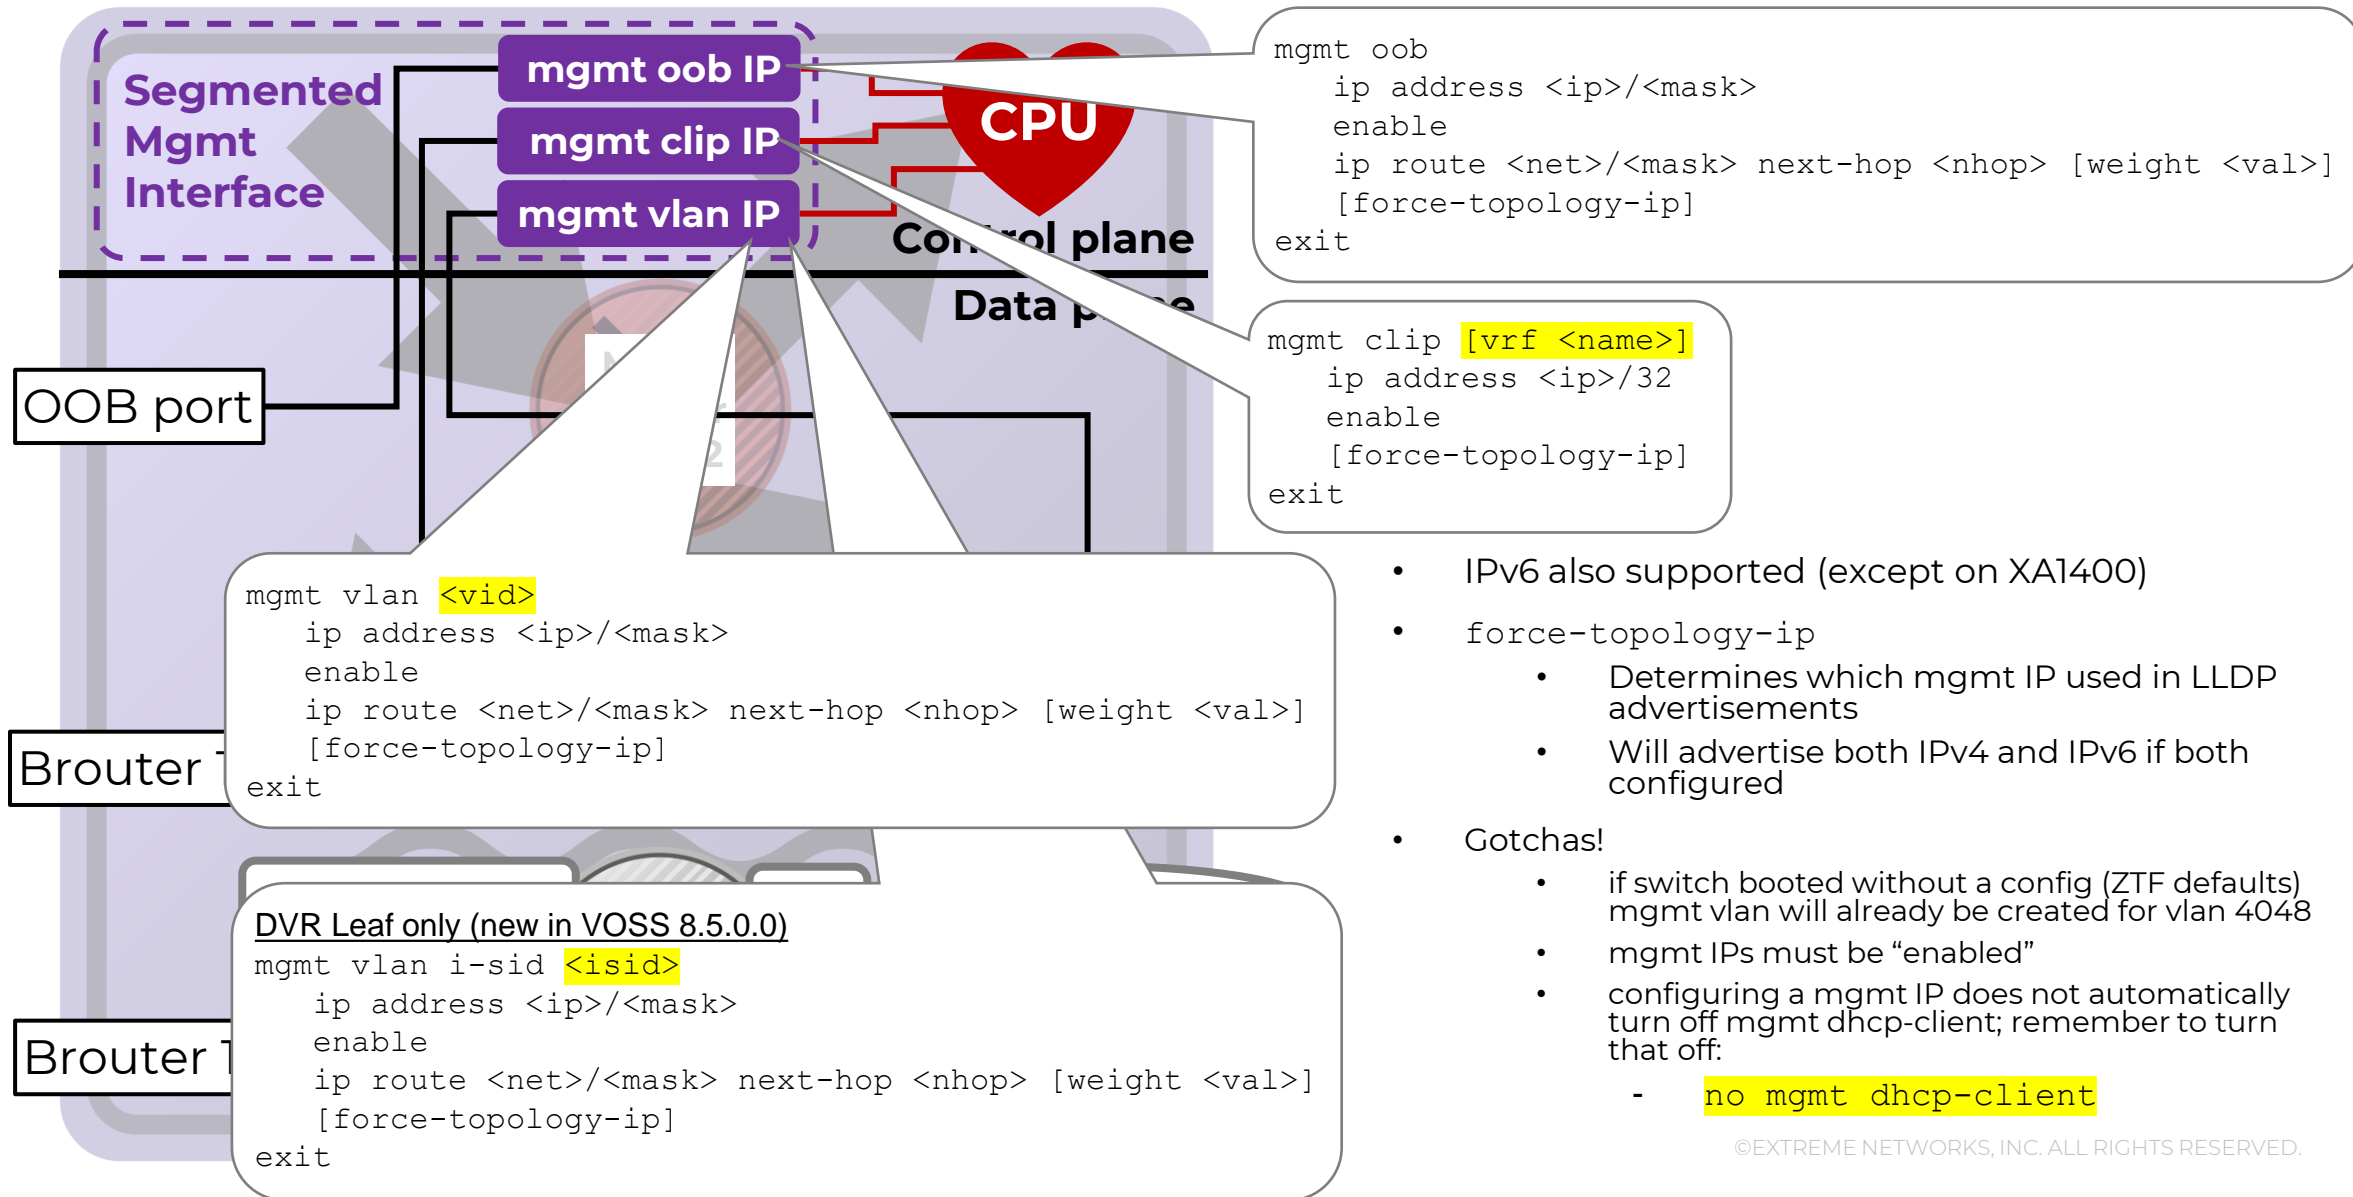 Segmented
Mgmt
Interface
mgmt oob IP
mgmt clip IP
mgmt vlan IP
CPU
Control plane
Data plane
OOB port
Brouter
Brouter
mgmt oob
ip address <ip>/<mask>
enable
ip route <net>/<mask> next-hop <nhop> [weight <val>]
[force-topology-ip]
exit
mgmt clip [vrf <name>]
ip address <ip>/32
enable
[force-topology-ip]
exit
mgmt vlan <vid>
ip address <ip>/<mask>
enable
ip route <net>/<mask> next-hop <nhop> [weight <val>]
[force-topology-ip]
exit
DVR Leaf only (new in VOSS 8.5.0.0)
mgmt vlan i-sid <isid>
ip address <ip>/<mask>
enable
ip route <net>/<mask> next-hop <nhop> [weight <val>]
[force-topology-ip]
exit
• IPv6 also supported (except on XA1400)
• force-topology-ip
• Determines which mgmt IP used in LLDP
advertisements
• Will advertise both IPv4 and IPv6 if both
configured
• Gotchas!
• if switch booted without a config (ZTF defaults)
mgmt vlan will already be created for vlan 4048
• mgmt IPs must be “enabled”
• configuring a mgmt IP does not automatically
turn off mgmt dhcp-client; remember to turn
that off:
- no mgmt dhcp-client
©EXTREME NETWORKS, INC. ALL RIGHTS RESERVED.